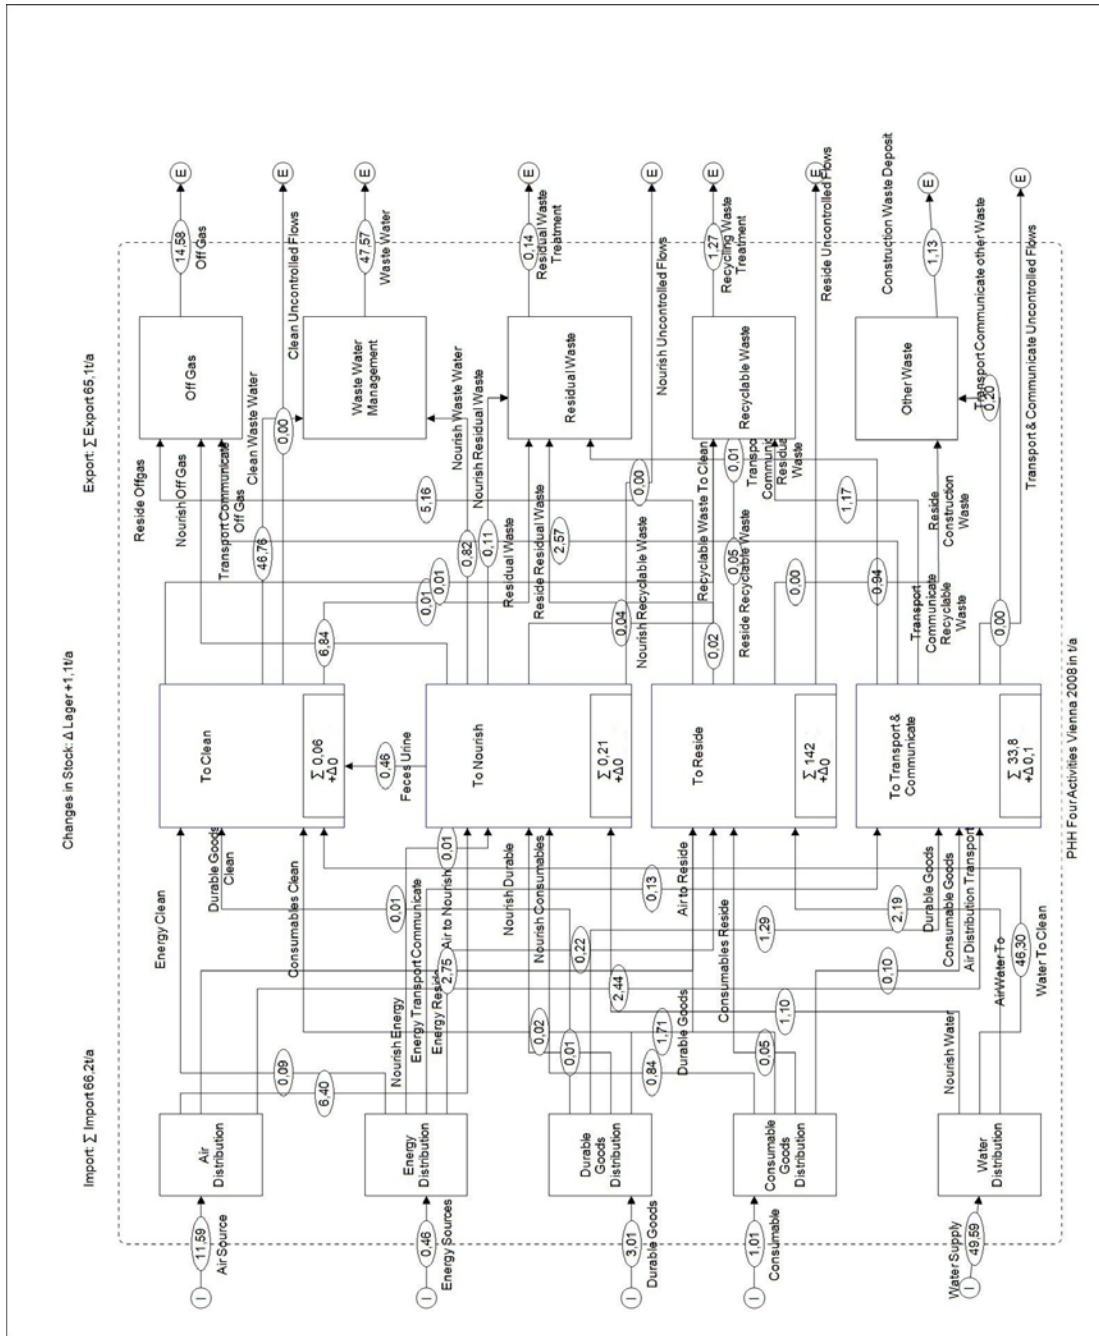 Import: ∑ Import 66,2t/a
Changes in Stock: Δ Lager +1,1t/a
Export: ∑ Export 65,1t/a
I
11,59
Air Source
Air
Distribution
I
0,46
Energy Sources
Energy
Distribution
I
3,01
Durable Goods
Durable
Goods
Distribution
I
1,01
Consumable
Consumable
Goods
Distribution
I
49,59
Water Supply
Water
Distribution
Energy Clean
0,09
6,40
Durable Goods
Clean
0,01
Consumables Clean
Nourish Energy
Energy Transport Communicate
Energy Reside
Air to Nourish
0,01
2,75
Nourish Durable
Nourish Consumables
0,02
0,01
0,22
0,13
Air to Reside
2,44
1,71
0,84
Durable Goods
Consumables Reside
0,05
1,29
1,10
2,19
0,10
Durable Goods
Consumable Goods
Air Distribution Transport
Nourish Water
AirWater To
46,30
Water To Clean
To Clean
∑ 0,06
+Δ0
0,46
Feces Urine
To Nourish
∑ 0,21
+Δ0
To Reside
∑ 142
+Δ0
To Transport &
Communicate
∑ 33,8
+Δ 0,1
Reside Offgas
Nourish Off Gas
Transport Communicate
Off Gas
Clean Waste Water
46,76
0,00
Clean Uncontrolled Flows
5,16
6,84
0,01
0,01
0,82
0,11
Nourish Waste Water
Nourish Residual Waste
Residual Waste
Reside Residual Waste
2,57
0,04
Nourish Recyclable Waste
0,00
Nourish Uncontrolled Flows
0,02
Recyclable Waste To Clean
0,05
Reside Recyclable Waste
0,01
Transport
Communic
Residual
Waste
0,00
1,17
Reside Uncontrolled Flows
0,94
Transport
Communicate
Recyclable
Waste
Reside
Construction
Waste
0,20
Transport Communicate other Waste
0,00
Transport & Communicate Uncontrolled Flows
Off Gas
14,58
Off Gas
E
E
Waste Water
Management
47,57
Waste Water
E
Residual Waste
0,14
Residual Waste
Treatment
E
E
Recyclable Waste
1,27
Recycling Waste
Treatment
E
E
Other Waste
1,13
Construction Waste Deposit
E
E
PHH Four Activities Vienna 2008 in t/a